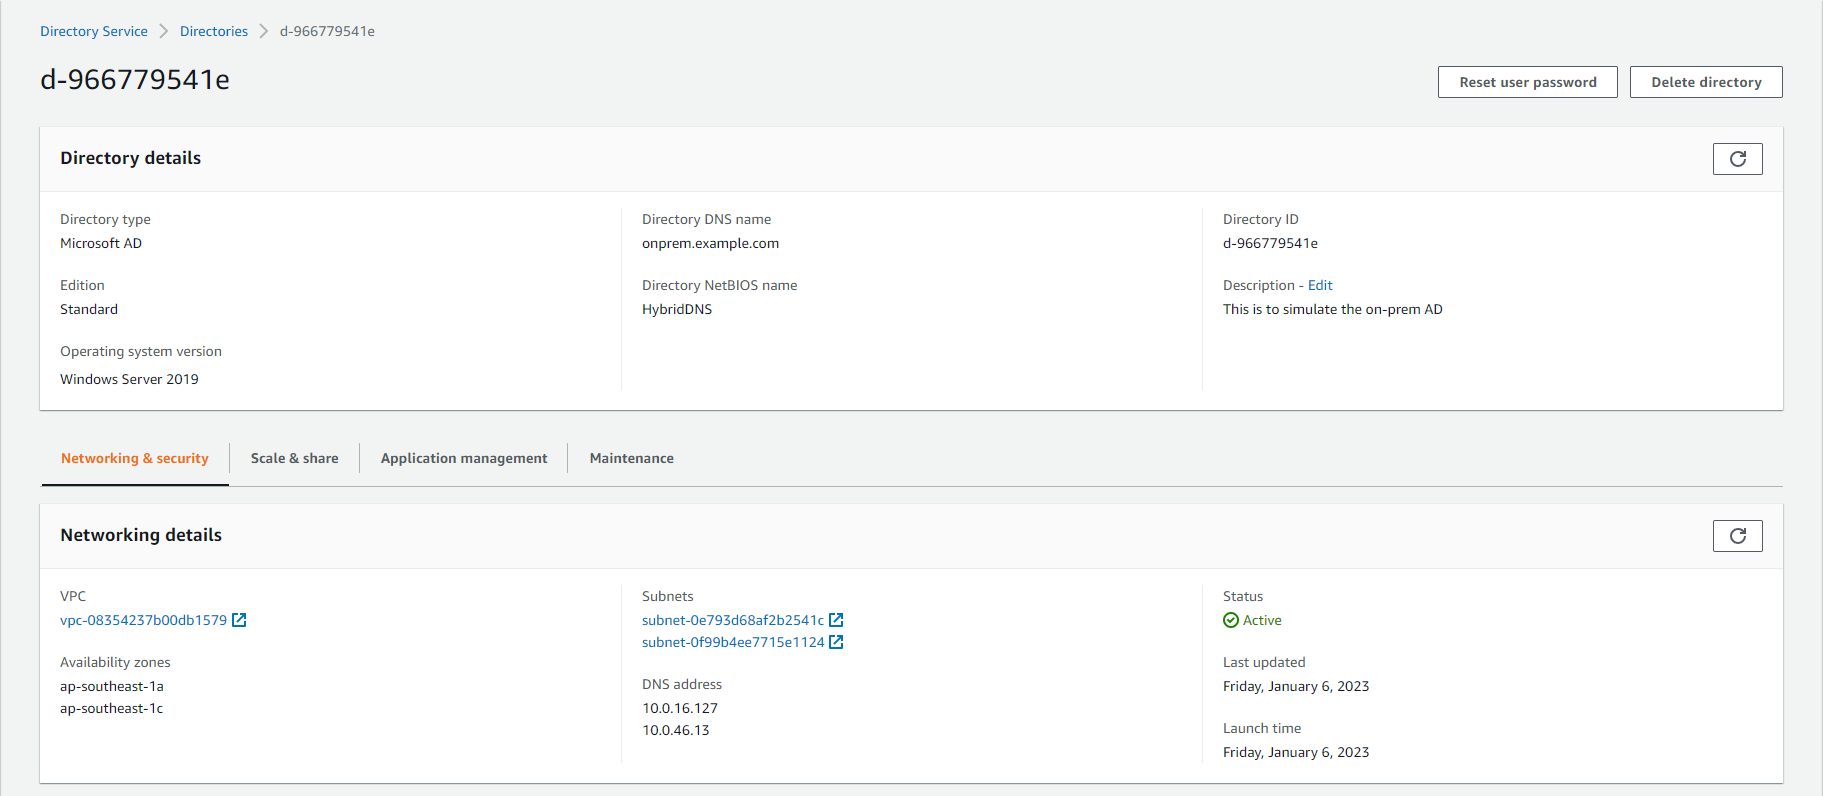 Directory Service > Directories > d-966779541e
d-966779541e
Reset user password
Delete directory
Directory details
Directory type
Microsoft AD
Edition
Standard
Operating system version
Windows Server 2019
Directory DNS name
onprem.example.com
Directory NetBIOS name
HybridDNS
Directory ID
d-966779541e
Description - Edit
This is to simulate the on-prem AD
Networking & security
Scale & share
Application management
Maintenance
Networking details
VPC
vpc-08354237b00db1579
Availability zones
ap-southeast-1a
ap-southeast-1c
Subnets
subnet-0e793d68af2b2541c
subnet-0f99b4ee7715e1124
DNS address
10.0.16.127
10.0.46.13
Status
Active
Last updated
Friday, January 6, 2023
Launch time
Friday, January 6, 2023